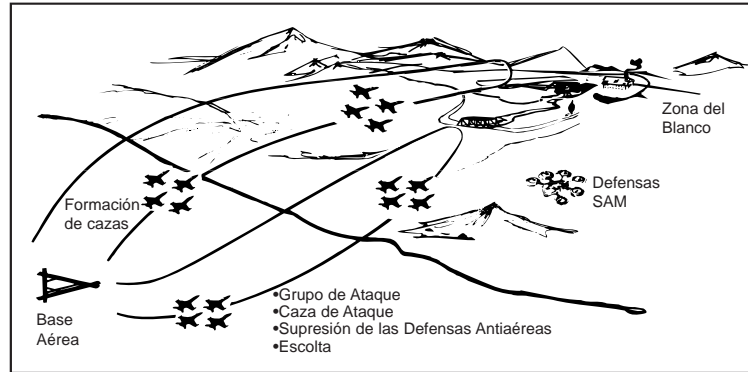 Zona del
Blanco
Defensas
SAM
Formación
de cazas
•Grupo de Ataque
•Caza de Ataque
•Supresión de las Defensas Antiaéreas
•Escolta
Base
Aérea